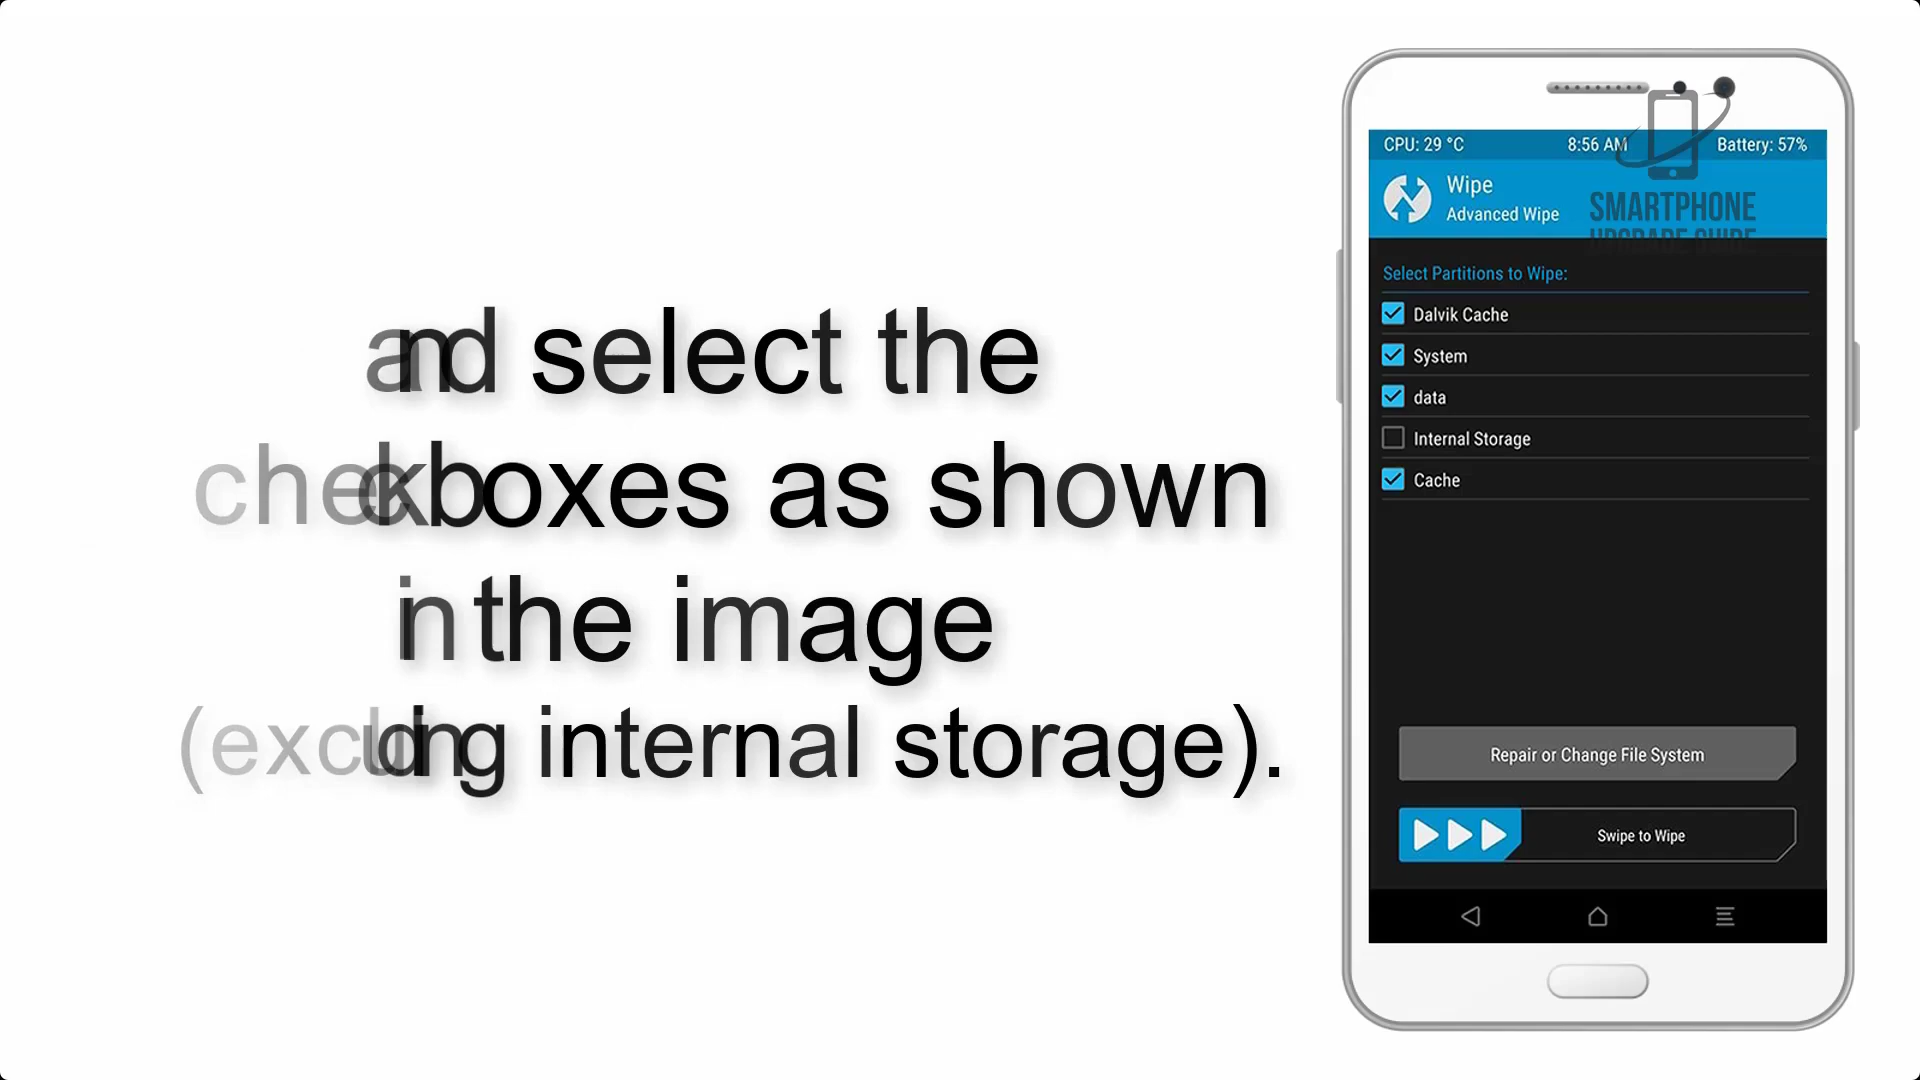 and select the
checkboxes as shown
in the image
(excluding internal storage).
CPU: 29 °C 8:56 AM Battery: 57%
Wipe
Advanced Wipe
SMARTPHONE
UPGRADE GUIDE
Select Partitions to Wipe:
Dalvik Cache
System
data
Internal Storage
Cache
Repair or Change File System
Swipe to Wipe